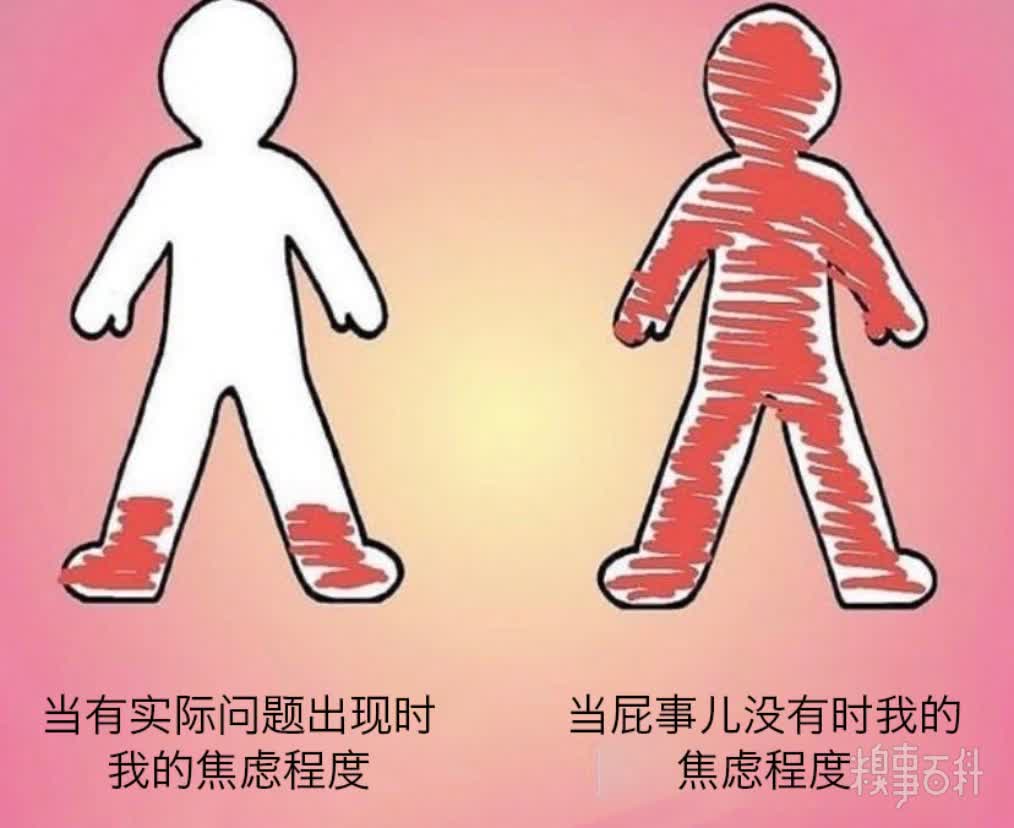 当有实际问题出现时
我的焦虑程度
当屁事儿没有时我的
焦虑程度
糗事百科